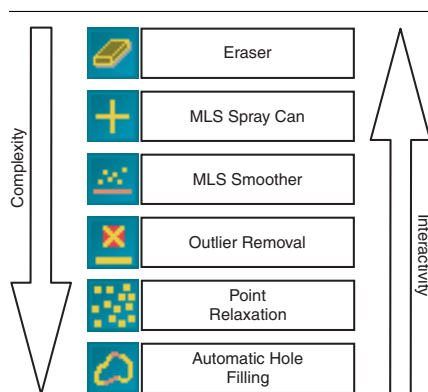 Eraser
MLS Spray Can
MLS Smoother
Outlier Removal
Point
Relaxation
Automatic Hole
Filling
Complexity
Interactivity